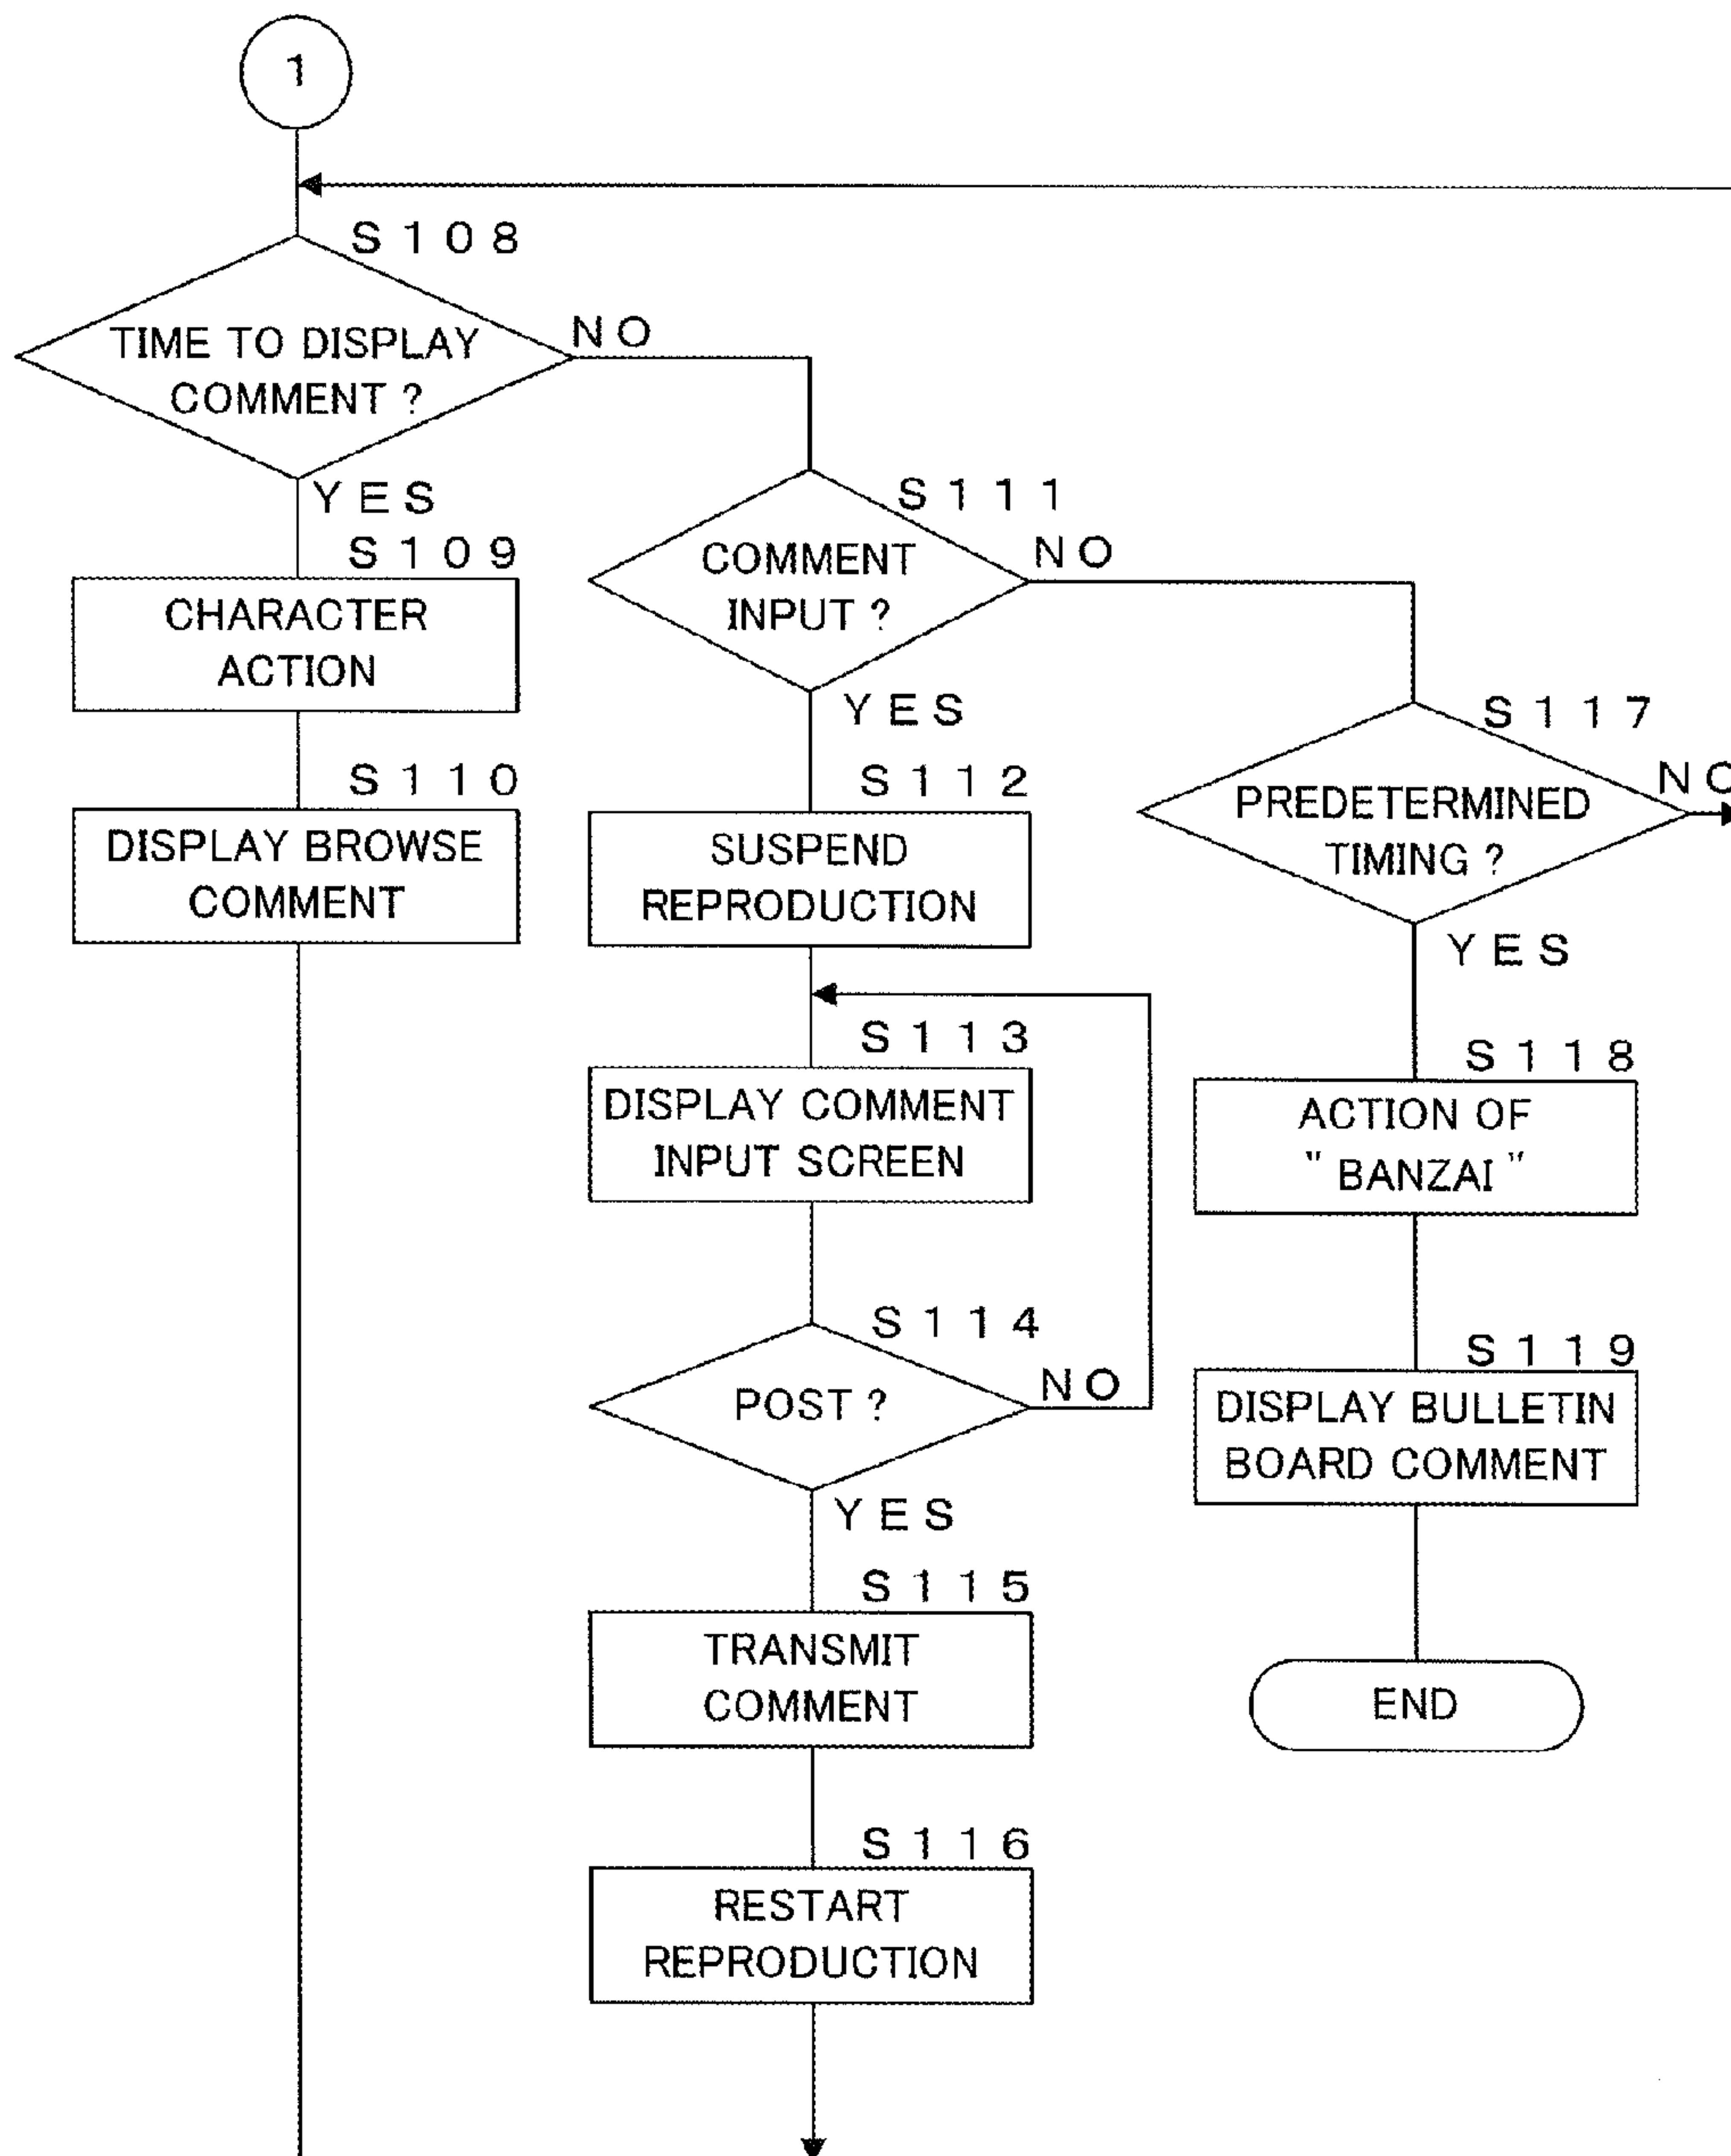 1
S108
TIME TO DISPLAY
COMMENT ?
NO
YES
S109
CHARACTER
ACTION
S110
DISPLAY BROWSE
COMMENT
S111
COMMENT
INPUT ?
NO
YES
S112
SUSPEND
REPRODUCTION
S113
DISPLAY COMMENT
INPUT SCREEN
S114
POST ?
NO
YES
S115
TRANSMIT
COMMENT
S116
RESTART
REPRODUCTION
S117
PREDETERMINED
TIMING ?
NO
YES
S118
ACTION OF
" BANZAI "
S119
DISPLAY BULLETIN
BOARD COMMENT
END